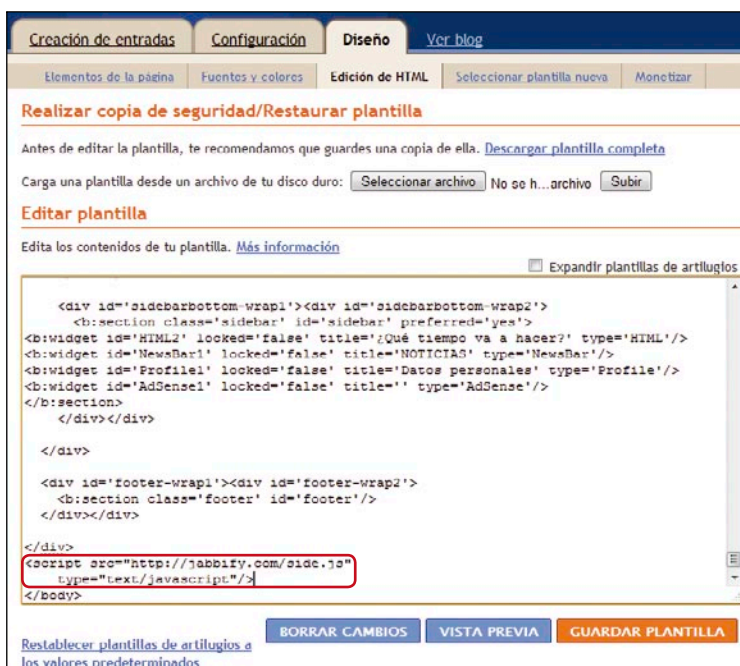 Creación de entradas Configuración Diseño Ver blog
Elementos de la página Fuentes y colores Edición de HTML Seleccionar plantilla nueva Monetizar
Realizar copia de seguridad/Restaurar plantilla
Antes de editar la plantilla, te recomendamos que guardes una copia de ella. Descargar plantilla completa
Carga una plantilla desde un archivo de tu disco duro: Seleccionar archivo No se h...archivo Subir
Editar plantilla
Edita los contenidos de tu plantilla. Más información
Expandir plantillas de artilugios
<div id='sidebarbottom-wrap1'><div id='sidebarbottom-wrap2'>
<b:section class='sidebar' id='sidebar' preferred='yes'>
<b:widget id='HTML2' locked='false' title='¿Qué tiempo va a hacer?' type='HTML'/>
<b:widget id='NewsBar1' locked='false' title='NOTICIAS' type='NewsBar'/>
<b:widget id='Profile1' locked='false' title='Datos personales' type='Profile'/>
<b:widget id='AdSense1' locked='false' title='' type='AdSense'/>
</b:section>
</div></div>
</div>
<div id='footer-wrap1'><div id='footer-wrap2'>
<b:section class='footer' id='footer'/>
</div></div>
</div>
<script src="http://jabbify.com/side.js"
type="text/javascript"/>
</body>
BORRAR CAMBIOS VISTA PREVIA GUARDAR PLANTILLA
Restablecer plantillas de artilugios a
los valores predeterminados